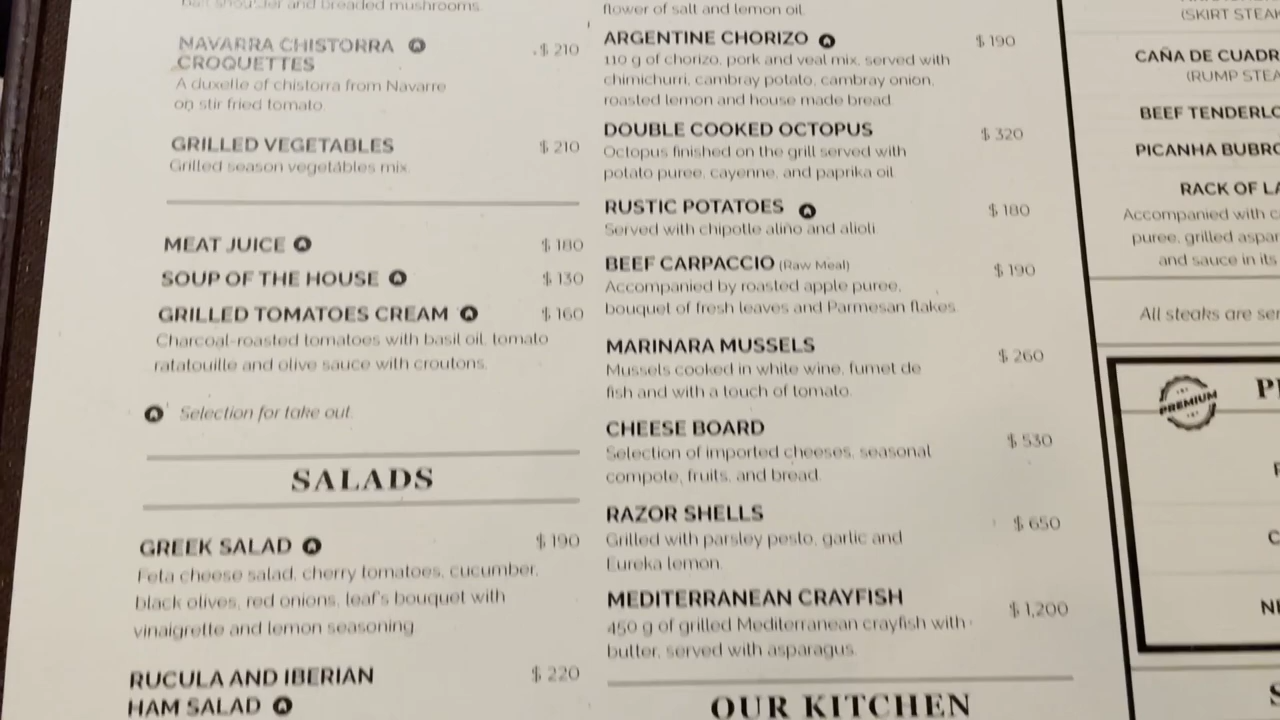 and breaded mushrooms
NAVARRA CHISTORRA
CROQUETTES
$ 210
A duxelle of chistorra from Navarre
on stir fried tomato
GRILLED VEGETABLES
$ 210
Grilled season vegetables mix.
MEAT JUICE
$ 180
SOUP OF THE HOUSE
$ 130
GRILLED TOMATOES CREAM
$ 160
Charcoal-roasted tomatoes with basil oil, tomato
ratatouille and olive sauce with croutons.
Selection for take out.
SALADS
GREEK SALAD
$ 190
Feta cheese salad, cherry tomatoes, cucumber,
black olives, red onions, leaf's bouquet with
vinaigrette and lemon seasoning
RUCULA AND IBERIAN
HAM SALAD
$ 220
flower of salt and lemon oil.
ARGENTINE CHORIZO
$ 190
110 g of chorizo, pork and veal mix, served with
chimichurri, cambray potato, cambray onion,
roasted lemon and house made bread.
DOUBLE COOKED OCTOPUS
$ 320
Octopus finished on the grill served with
potato puree, cayenne, and paprika oil.
RUSTIC POTATOES
$ 180
Served with chipotle aliño and alioli.
BEEF CARPACCIO (Raw Meal)
$ 190
Accompanied by roasted apple puree,
bouquet of fresh leaves and Parmesan flakes.
MARINARA MUSSELS
$ 260
Mussels cooked in white wine, fumet de
fish and with a touch of tomato.
CHEESE BOARD
$ 530
Selection of imported cheeses, seasonal
compote, fruits, and bread.
RAZOR SHELLS
$ 650
Grilled with parsley pesto, garlic and
Eureka lemon.
MEDITERRANEAN CRAYFISH
$ 1,200
450 g of grilled Mediterranean crayfish with
butter, served with asparagus.
OUR KITCHEN
(SKIRT STEAK
CAÑA DE CUADR
(RUMP STEA
BEEF TENDERLO
PICANHA BUBRO
RACK OF LA
Accompanied with c
puree, grilled aspar
and sauce in its
All steaks are ser
PREMIUM